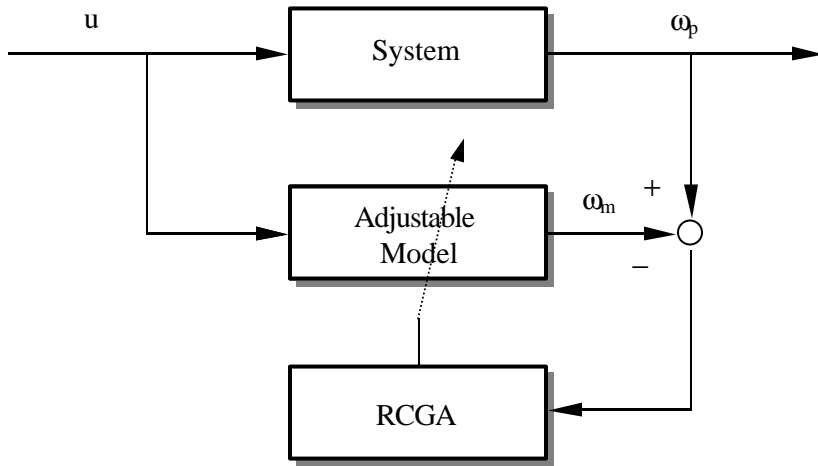 u
System
ωp
Adjustable
Model
ωm
+
−
RCGA